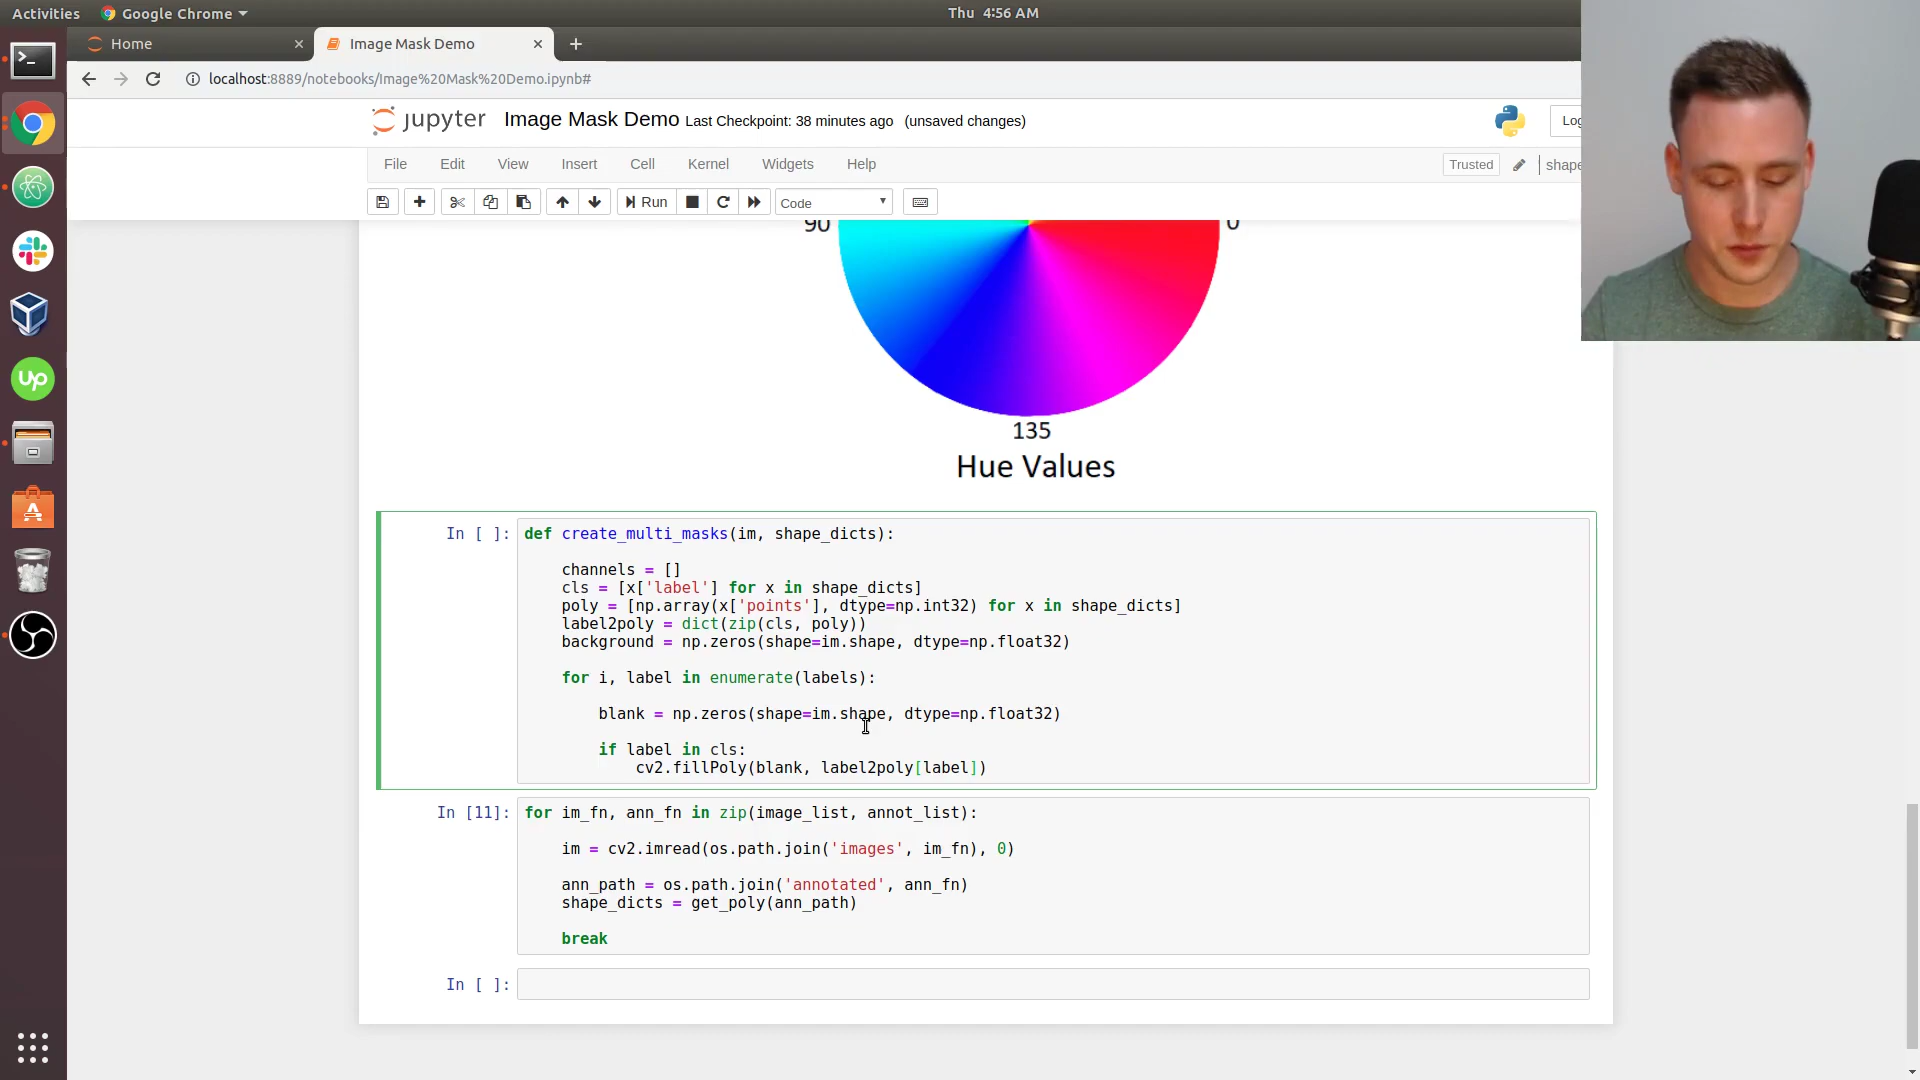 Activities
Google Chrome
Thu 4:56 AM
Home
Image Mask Demo
localhost:8889/notebooks/Image%20Mask%20Demo.ipynb#
jupyter Image Mask Demo Last Checkpoint: 38 minutes ago (unsaved changes)
Log
File Edit View Insert Cell Kernel Widgets Help
Trusted
shape
Run
Code
90
0
135
Hue Values
In [ ]:
def create_multi_masks(im, shape_dicts):
channels = []
cls = [x['label'] for x in shape_dicts]
poly = [np.array(x['points'], dtype=np.int32) for x in shape_dicts]
label2poly = dict(zip(cls, poly))
background = np.zeros(shape=im.shape, dtype=np.float32)
for i, label in enumerate(labels):
blank = np.zeros(shape=im.shape, dtype=np.float32)
if label in cls:
cv2.fillPoly(blank, label2poly[label])
In [11]:
for im_fn, ann_fn in zip(image_list, annot_list):
im = cv2.imread(os.path.join('images', im_fn), 0)
ann_path = os.path.join('annotated', ann_fn)
shape_dicts = get_poly(ann_path)
break
In [ ]:
Up